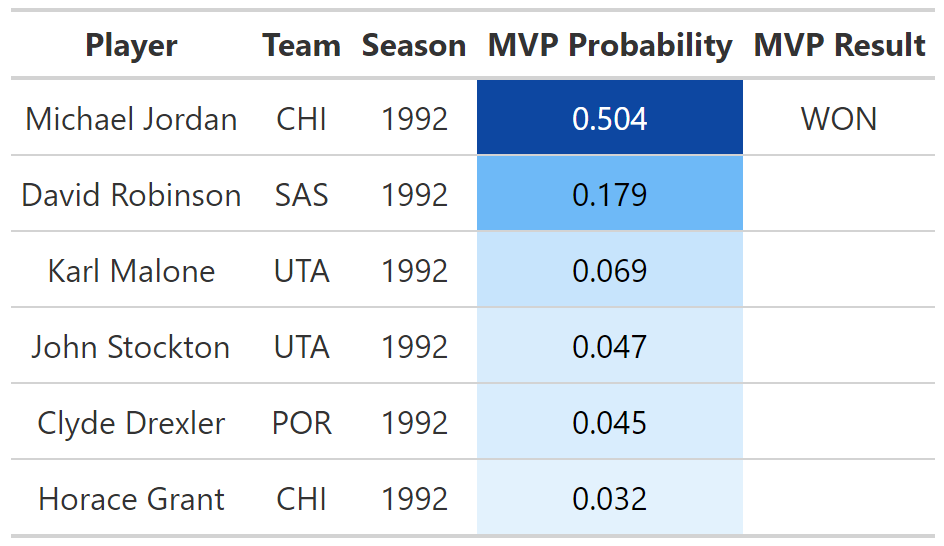 Player Team Season MVP Probability MVP Result
Michael Jordan CHI 1992 0.504 WON
David Robinson SAS 1992 0.179
Karl Malone UTA 1992 0.069
John Stockton UTA 1992 0.047
Clyde Drexler POR 1992 0.045
Horace Grant CHI 1992 0.032